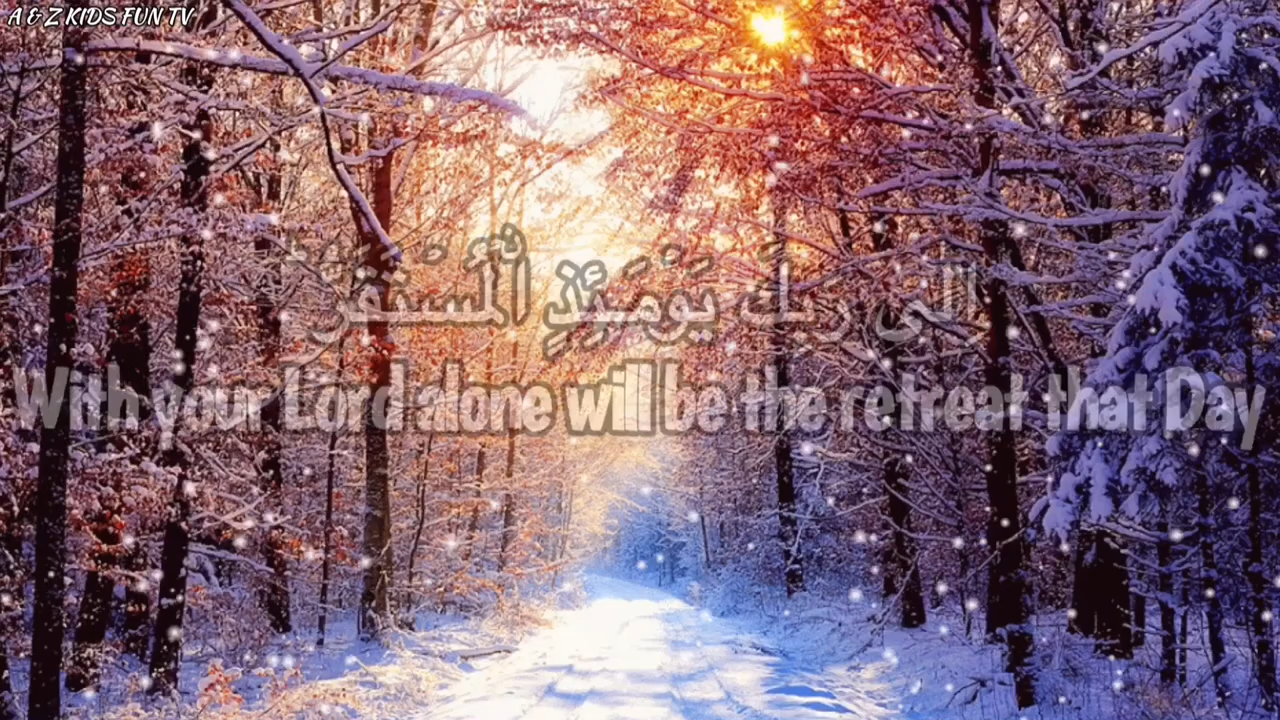 A & Z KIDS FUN TV
إِلَىٰ رَبِّكَ يَوْمَئِذٍ ٱلْمُسْتَقَرُّ
With your Lord alone will be the retreat that Day